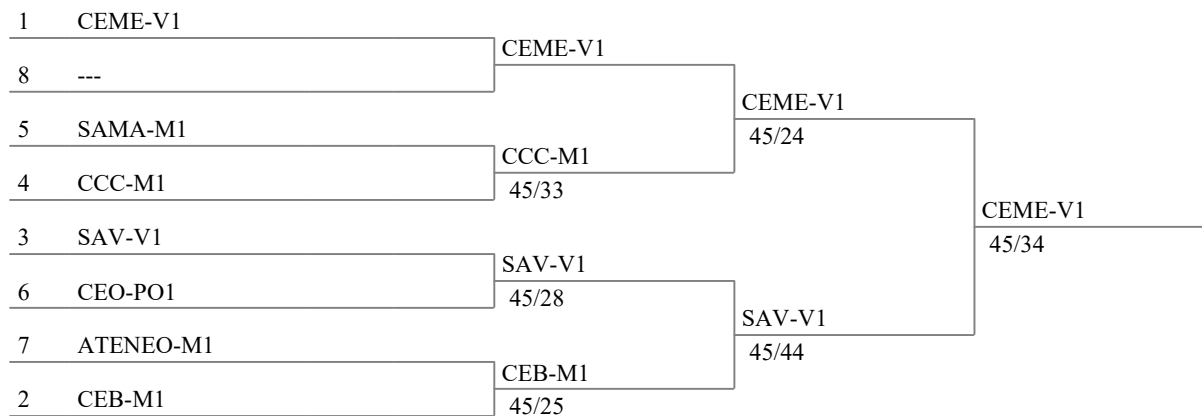 1 CEME-V1
CEME-V1
8 ---
CEME-V1
5 SAMA-M1
45/24
CCC-M1
4 CCC-M1
45/33
CEME-V1
3 SAV-V1
45/34
SAV-V1
6 CEO-PO1
45/28
SAV-V1
7 ATENEO-M1
45/44
CEB-M1
2 CEB-M1
45/25